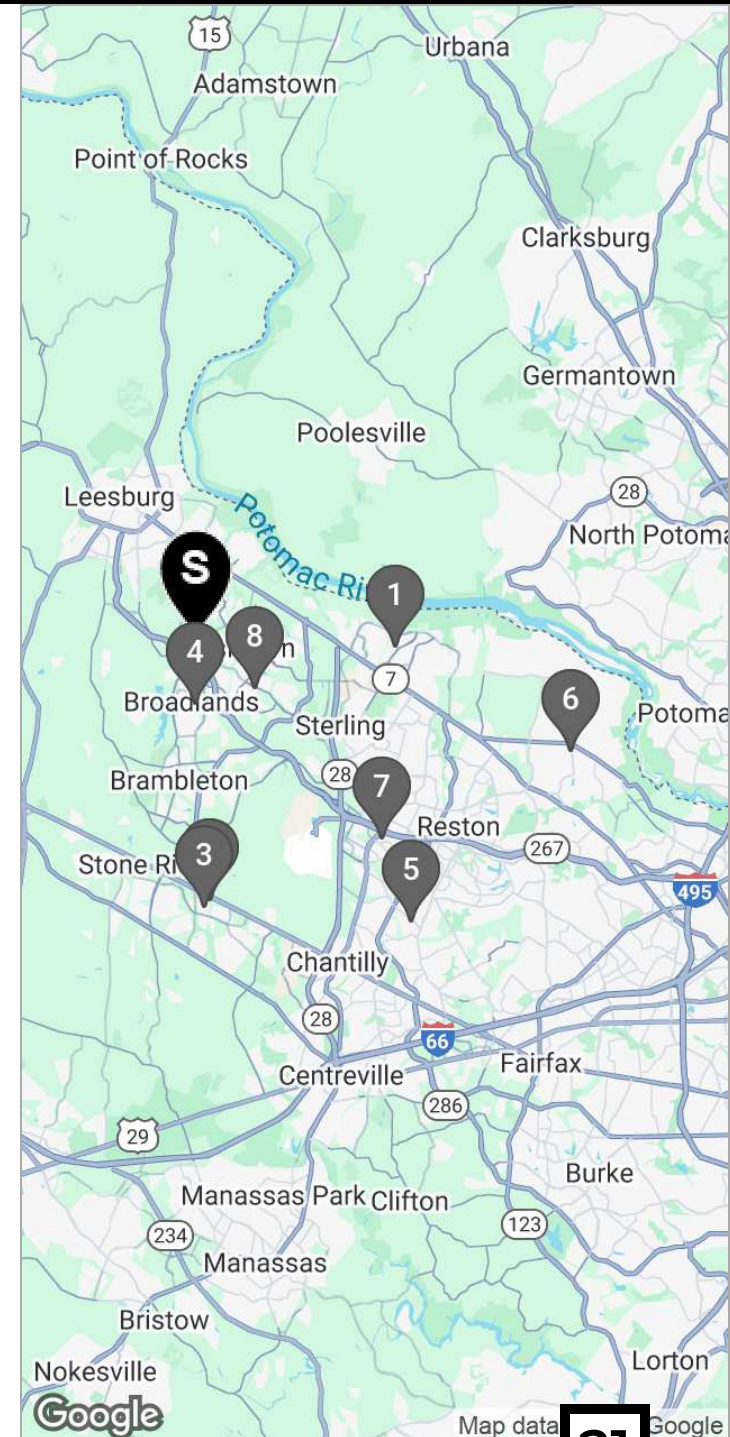 15
Urbana
Adamstown
Point of Rocks
Clarksburg
Germantown
Poolesville
28
Leesburg
North Potoma
Potomac Ri
S
1
4
8
n
7
6
Broadlands
Potoma
Sterling
28
Brambleton
7
Reston
267
Stone Ri
3
5
495
Chantilly
28
66
Centreville
Fairfax
286
29
Burke
Manassas Park
Clifton
123
234
Manassas
Bristow
Lorton
Nokesville
Google
Map data
Google